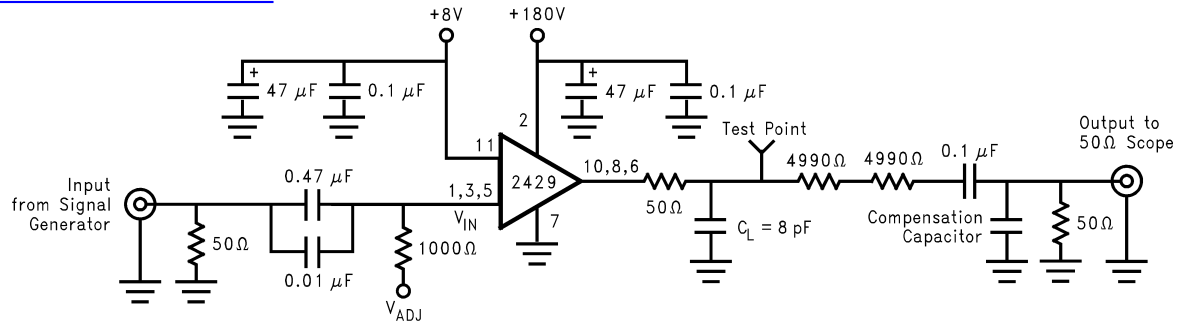 +8V
+180V
+
47 μF
0.1 μF
+
47 μF
0.1 μF
2
11
Test Point
Output to
50Ω Scope
Input
from Signal
Generator
0.47 μF
1,3,5
2429
10,8,6
4990Ω
4990Ω
0.1 μF
50Ω
V_IN
7
50Ω
C_L = 8 pF
Compensation
Capacitor
50Ω
0.01 μF
1000Ω
V_ADJ